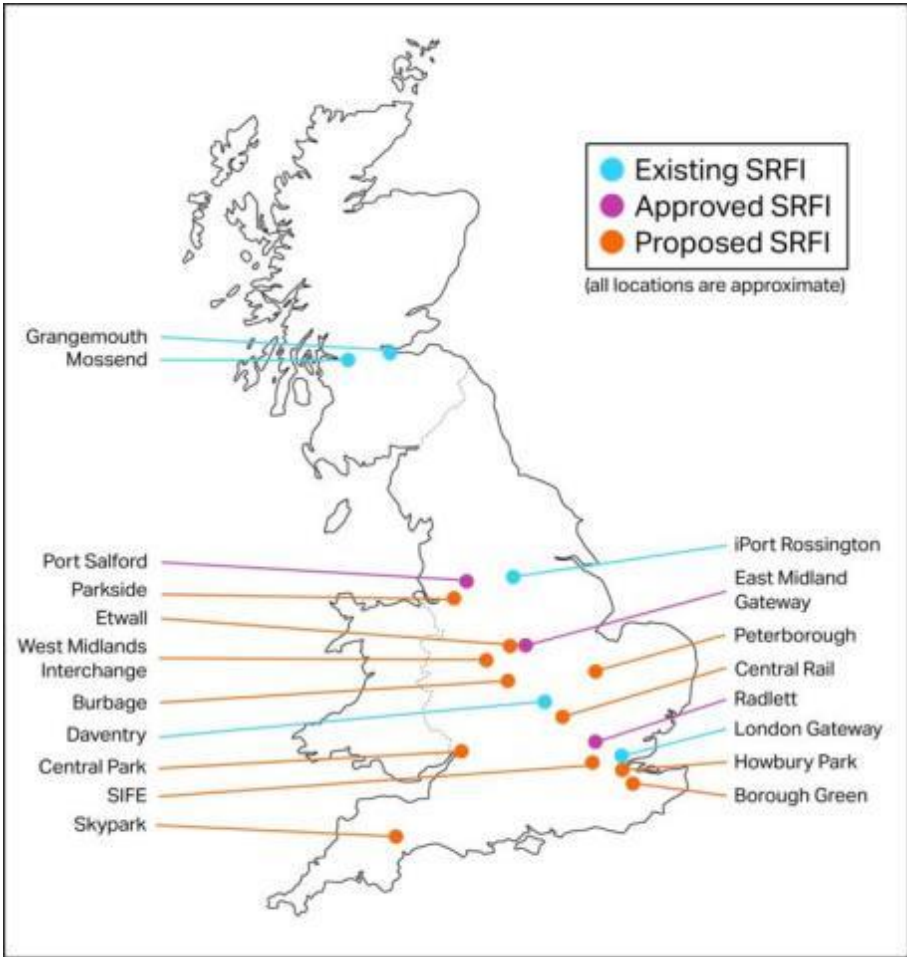 Existing SRFI
Approved SRFI
Proposed SRFI
(all locations are approximate)
Grangemouth
Mossend
Port Salford
Parkside
Etwall
West Midlands
Interchange
Burbage
Daventry
Central Park
SIFE
Skypark
iPort Rossington
East Midland
Gateway
Peterborough
Central Rail
Radlett
London Gateway
Howbury Park
Borough Green